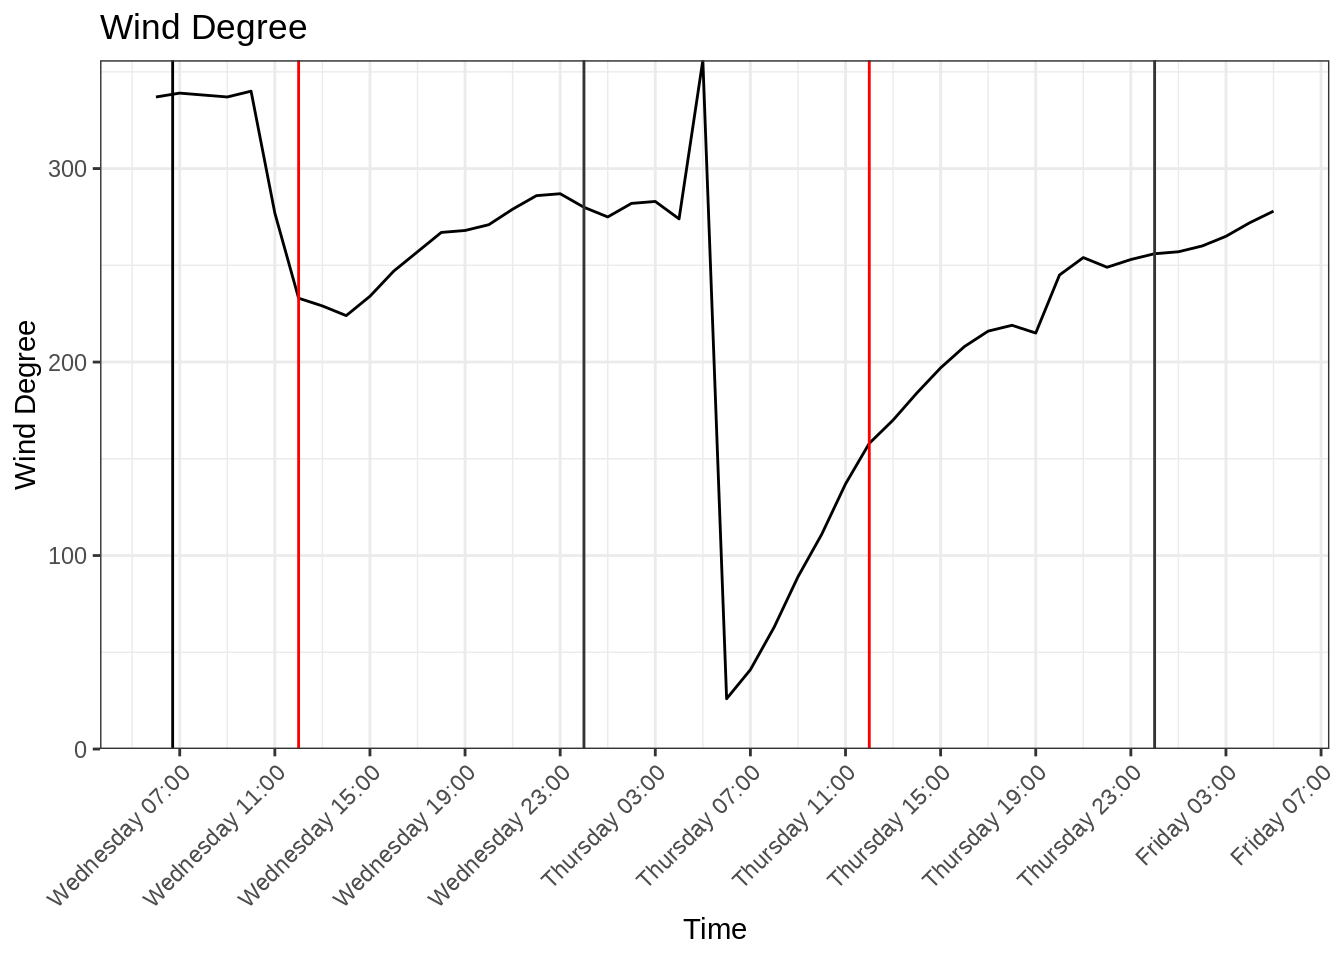 Wind Degree
Wind Degree
300
200
100
0
Wednesday 07:00
Wednesday 11:00
Wednesday 15:00
Wednesday 19:00
Wednesday 23:00
Thursday 03:00
Thursday 07:00
Thursday 11:00
Thursday 15:00
Thursday 19:00
Thursday 23:00
Friday 03:00
Friday 07:00
Time